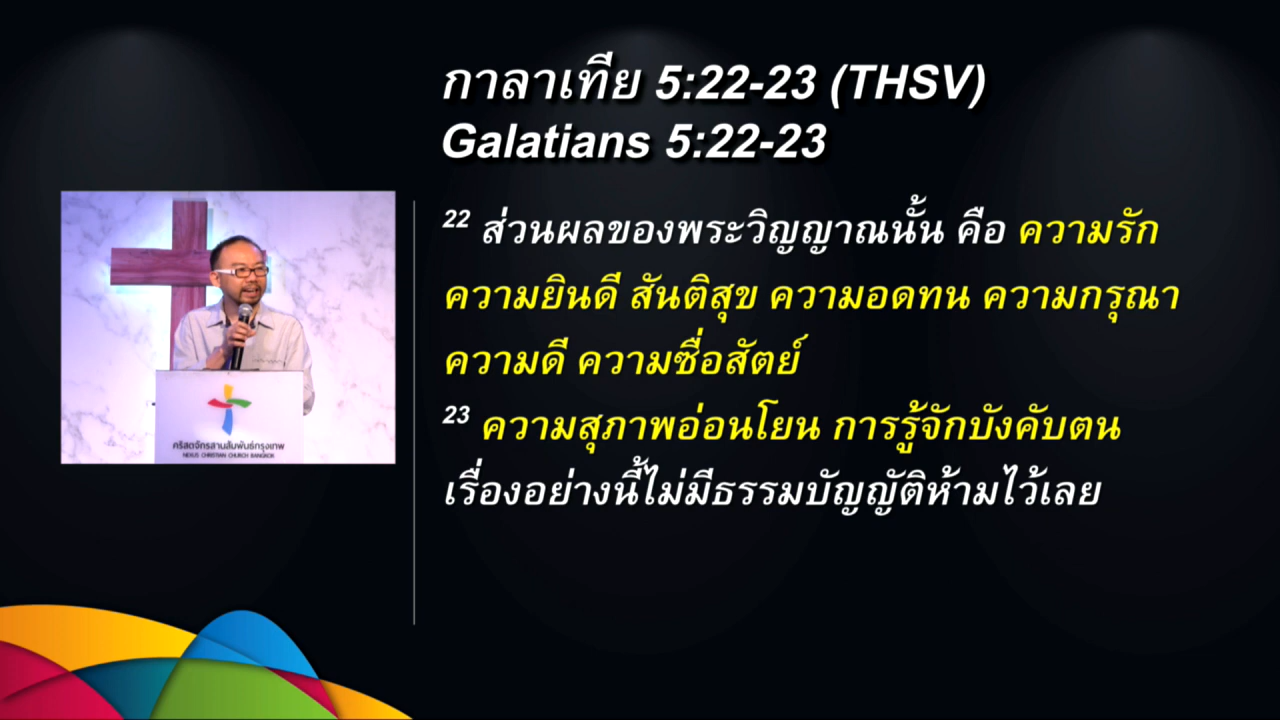 กาลาเทีย 5:22-23 (THSV)
Galatians 5:22-23
22 ส่วนผลของพระวิญญาณนั้น คือ ความรัก
ความยินดี สันติสุข ความอดทน ความกรุณา
ความดี ความซื่อสัตย์
23 ความสุภาพอ่อนโยน การรู้จักบังคับตน
เรื่องอย่างนี้ไม่มีธรรมบัญญัติห้ามไว้เลย
คริสตจักรสานสัมพันธ์กรุงเทพ
NEXUS CHRISTIAN CHURCH BANGKOK